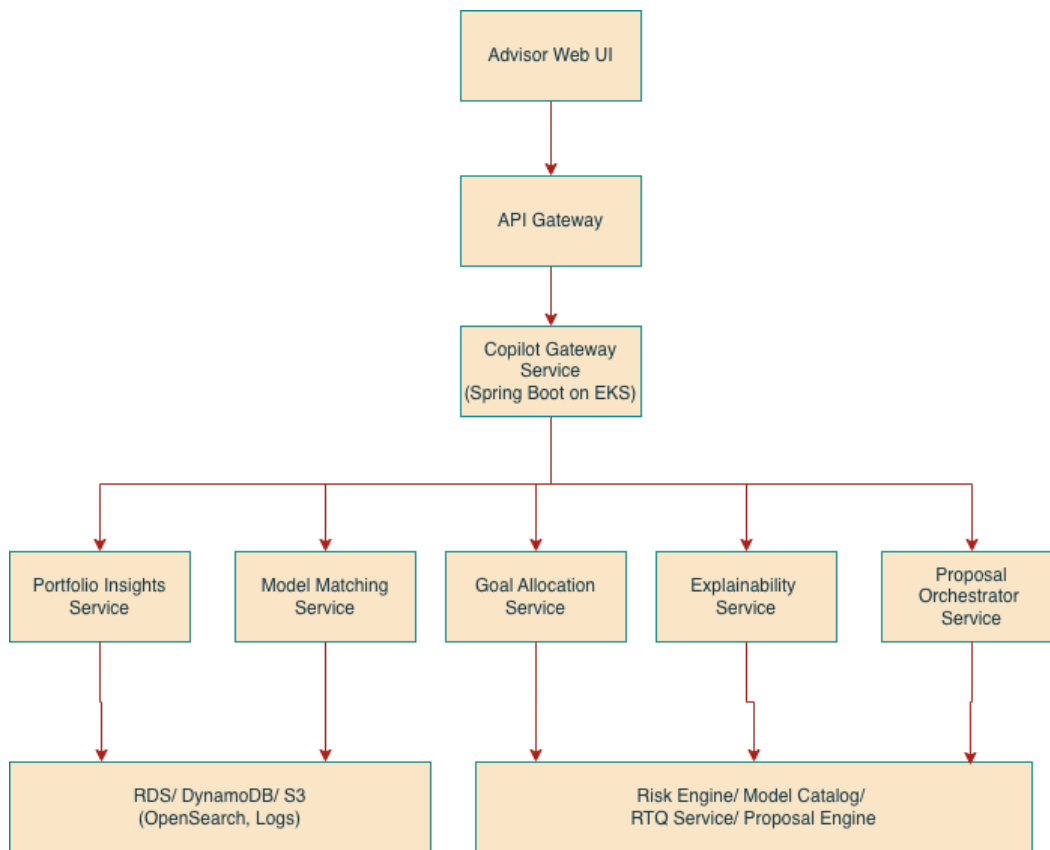 Advisor Web UI
API Gateway
Copilot Gateway
Service
(Spring Boot on EKS)
Portfolio Insights
Service
Model Matching
Service
Goal Allocation
Service
Explainability
Service
Proposal
Orchestrator
Service
RDS/ DynamoDB/ S3
(OpenSearch, Logs)
Risk Engine/ Model Catalog/
RTQ Service/ Proposal Engine